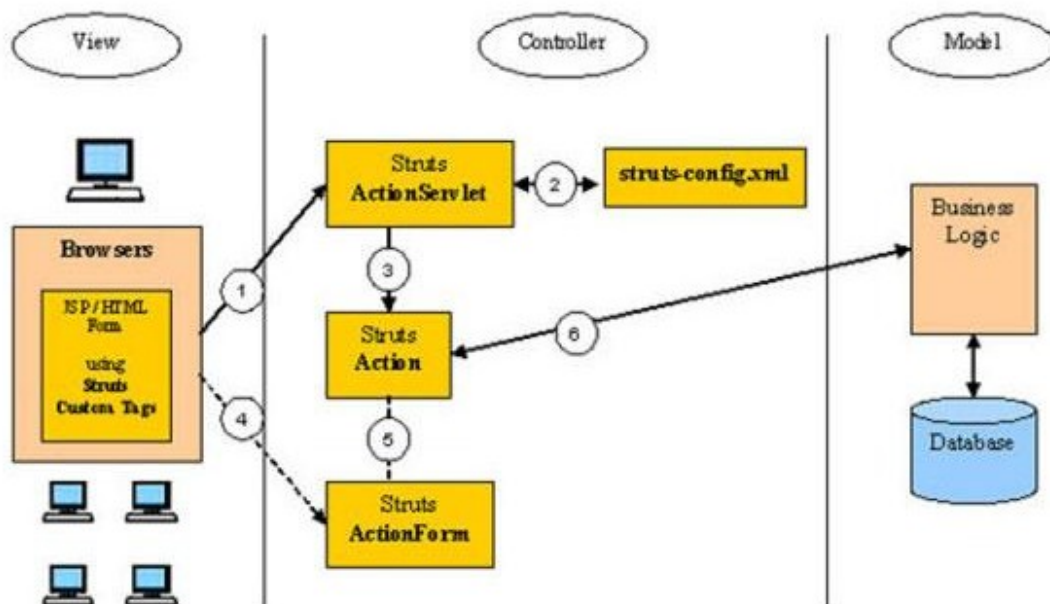 View
Controller
Model
Struts
ActionServlet
2
struts-config.xml
Business
Logic
Browsers
1
3
JSP / HTML
Form
using
Struts
Custom Tags
Struts
Action
6
4
5
Database
Struts
ActionForm